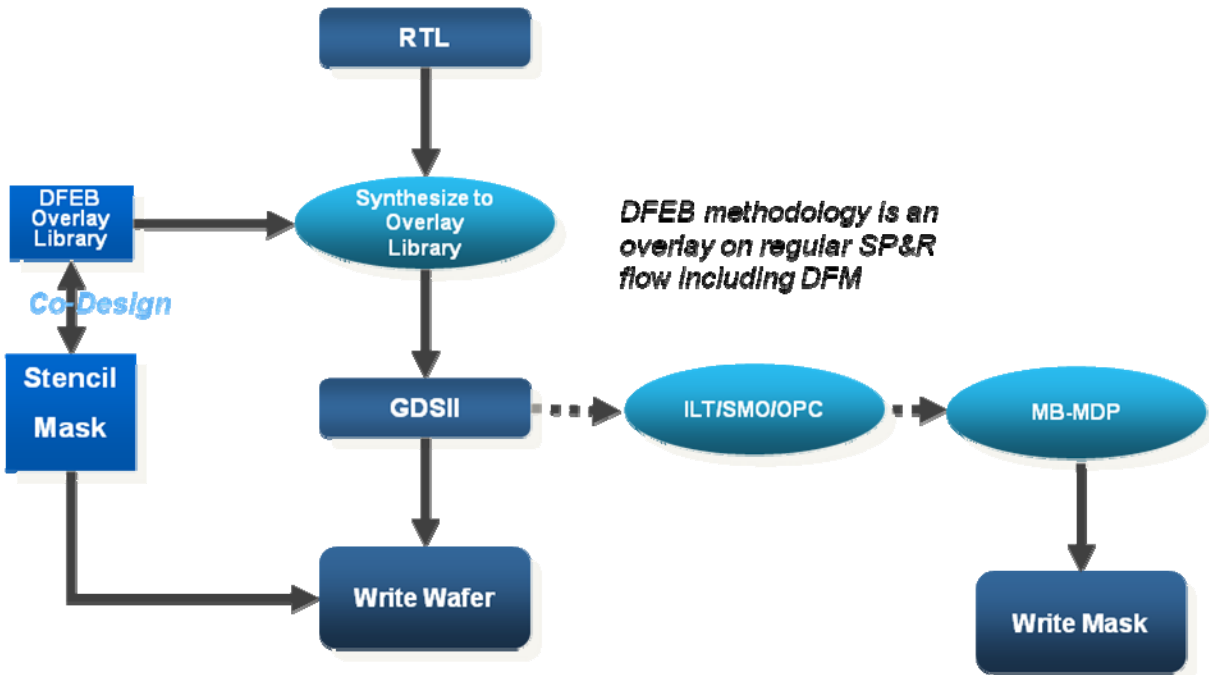 RTL
DFEB
Overlay
Library
Synthesize to
Overlay
Library
DFEB methodology is an
overlay on regular SP&R
flow including DFM
Co-Design
Stencil
Mask
GDSII
ILT/SMO/OPC
MB-MDP
Write Wafer
Write Mask